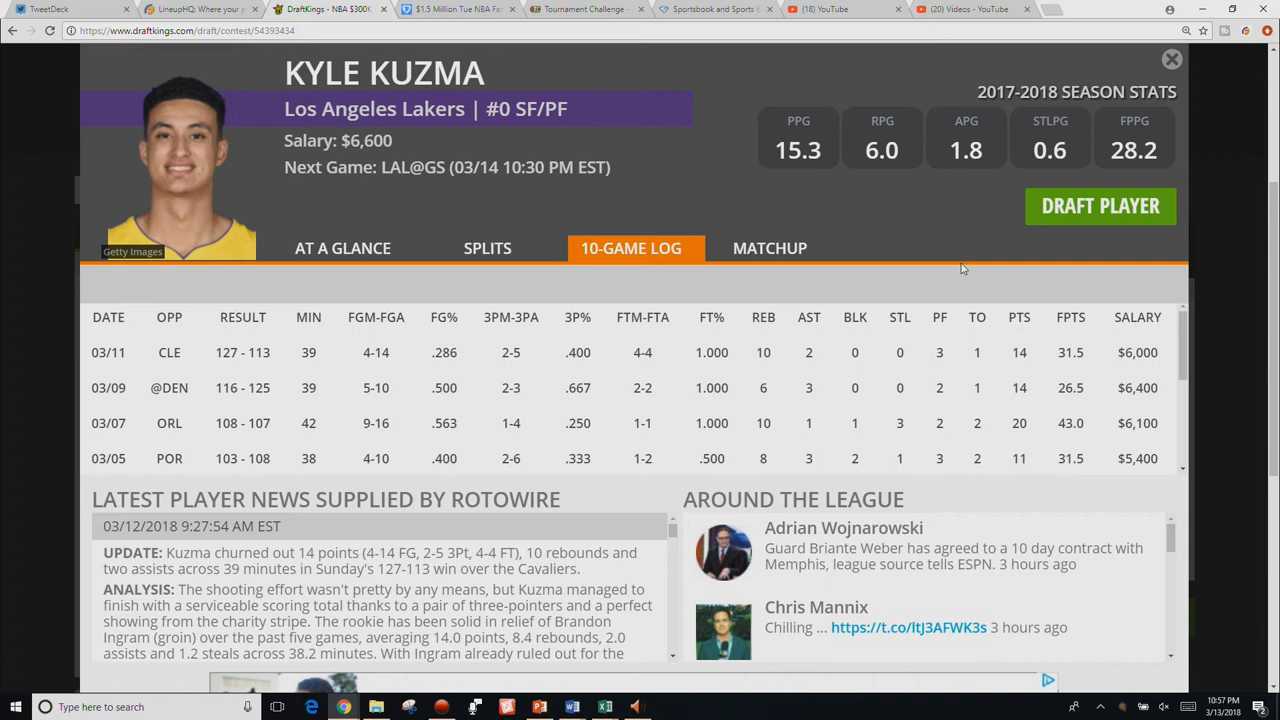 TweetDeck
LineupHQ: Where your p
DraftKings - NBA $300K
$1.5 Million Tue NBA Fan
Tournament Challenge -
Sportsbook and Sports B
(18) YouTube
(20) Videos - YouTube
https://www.draftkings.com/draft/contest/54393434
KYLE KUZMA
Los Angeles Lakers | #0 SF/PF
Salary: $6,600
Next Game: LAL@GS (03/14 10:30 PM EST)
Getty Images
2017-2018 SEASON STATS
PPG RPG APG STLPG FPPG
15.3 6.0 1.8 0.6 28.2
DRAFT PLAYER
AT A GLANCE SPLITS 10-GAME LOG MATCHUP
DATE OPP RESULT MIN FGM-FGA FG% 3PM-3PA 3P% FTM-FTA FT% REB AST BLK STL PF TO PTS FPTS SALARY
03/11 CLE 127 - 113 39 4-14 .286 2-5 .400 4-4 1.000 10 2 0 0 3 1 14 31.5 $6,000
03/09 @DEN 116 - 125 39 5-10 .500 2-3 .667 2-2 1.000 6 3 0 0 2 1 14 26.5 $6,400
03/07 ORL 108 - 107 42 9-16 .563 1-4 .250 1-1 1.000 10 1 1 3 2 2 20 43.0 $6,100
03/05 POR 103 - 108 38 4-10 .400 2-6 .333 1-2 .500 8 3 2 1 3 2 11 31.5 $5,400
LATEST PLAYER NEWS SUPPLIED BY ROTOWIRE
03/12/2018 9:27:54 AM EST
UPDATE: Kuzma churned out 14 points (4-14 FG, 2-5 3Pt, 4-4 FT), 10 rebounds and
two assists across 39 minutes in Sunday's 127-113 win over the Cavaliers.
ANALYSIS: The shooting effort wasn't pretty by any means, but Kuzma managed to
finish with a serviceable scoring total thanks to a pair of three-pointers and a perfect
showing from the charity stripe. The rookie has been solid in relief of Brandon
Ingram (groin) over the past five games, averaging 14.0 points, 8.4 rebounds, 2.0
assists and 1.2 steals across 38.2 minutes. With Ingram already ruled out for the
AROUND THE LEAGUE
Adrian Wojnarowski
Guard Briante Weber has agreed to a 10 day contract with
Memphis, league source tells ESPN. 3 hours ago
Chris Mannix
Chilling ... https://t.co/ltJ3AFWK3s 3 hours ago
Type here to search
10:57 PM
3/13/2018
2